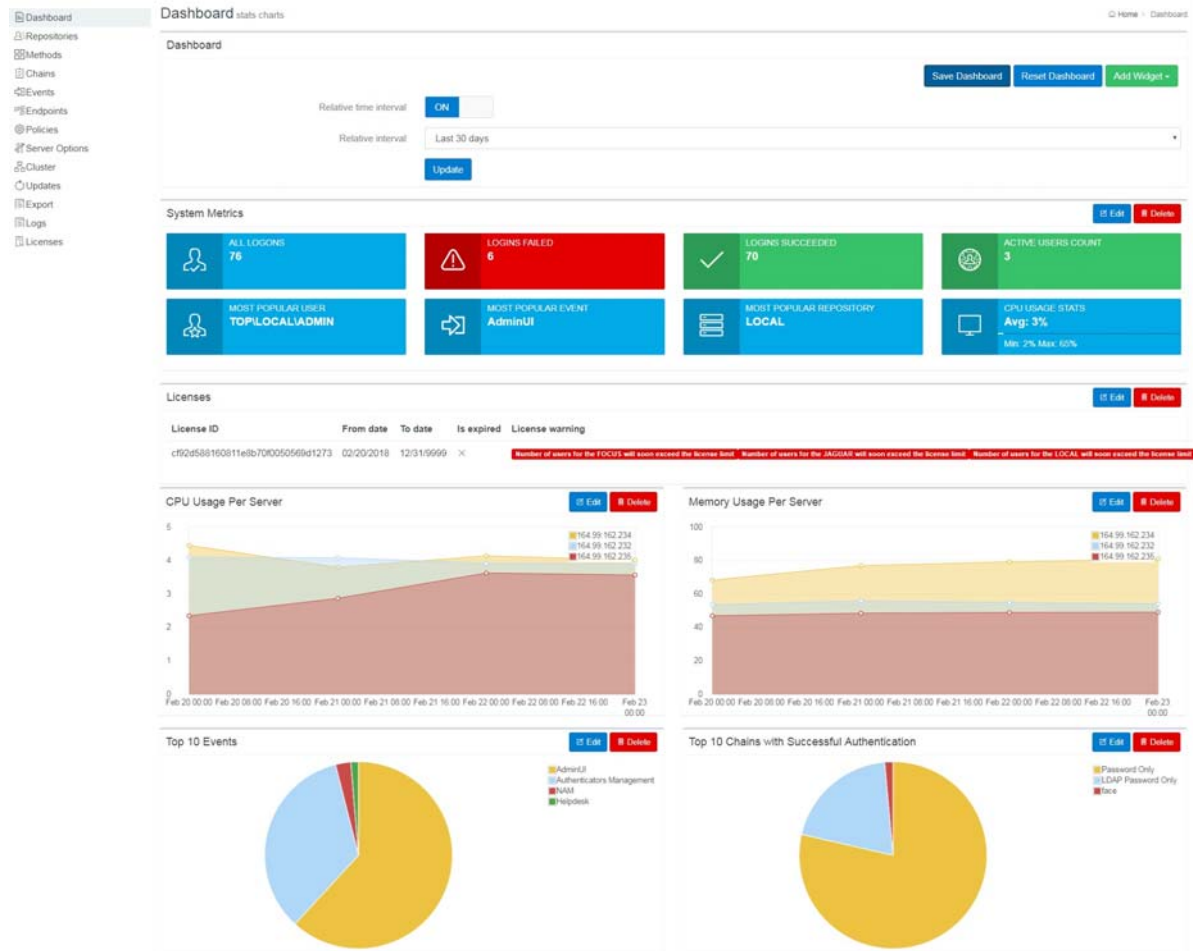 Dashboard
Repositories
Methods
Chains
Events
Endpoints
Policies
Server Options
Cluster
Updates
Export
Logs
Licenses
Dashboard stats charts
Home > Dashboard
Dashboard
Save Dashboard Reset Dashboard Add Widget
Relative time interval ON
Relative interval Last 30 days
Update
System Metrics Edit Delete
ALL LOGONS
76
LOGINS FAILED
6
LOGINS SUCCEEDED
70
ACTIVE USERS COUNT
3
MOST POPULAR USER
TOP\LOCAL\ADMIN
MOST POPULAR EVENT
AdminUI
MOST POPULAR REPOSITORY
LOCAL
CPU USAGE STATS
Avg: 3%
Min: 2% Max: 65%
Licenses Edit Delete
License ID From date To date Is expired License warning
cf92d588160811e8b70f0050569d1273 02/20/2018 12/31/9999 Number of users for the FOCUS will soon exceed the license limit Number of users for the JAGUAR will soon exceed the license limit Number of users for the LOCAL will soon exceed the license limit
CPU Usage Per Server Edit Delete
164.99.162.234
164.99.162.232
164.99.162.235
5
4
3
2
1
0
Feb 20 00:00 Feb 20 08:00 Feb 20 16:00 Feb 21 00:00 Feb 21 08:00 Feb 21 16:00 Feb 22 00:00 Feb 22 08:00 Feb 22 16:00 Feb 23
00:00
Memory Usage Per Server Edit Delete
164.99.162.234
164.99.162.232
164.99.162.235
100
80
60
40
20
0
Feb 20 00:00 Feb 20 08:00 Feb 20 16:00 Feb 21 00:00 Feb 21 08:00 Feb 21 16:00 Feb 22 00:00 Feb 22 08:00 Feb 22 16:00 Feb 23
00:00
Top 10 Events Edit Delete
AdminUI
Authenticators Management
NAM
Helpdesk
Top 10 Chains with Successful Authentication Edit Delete
Password Only
LDAP Password Only
face